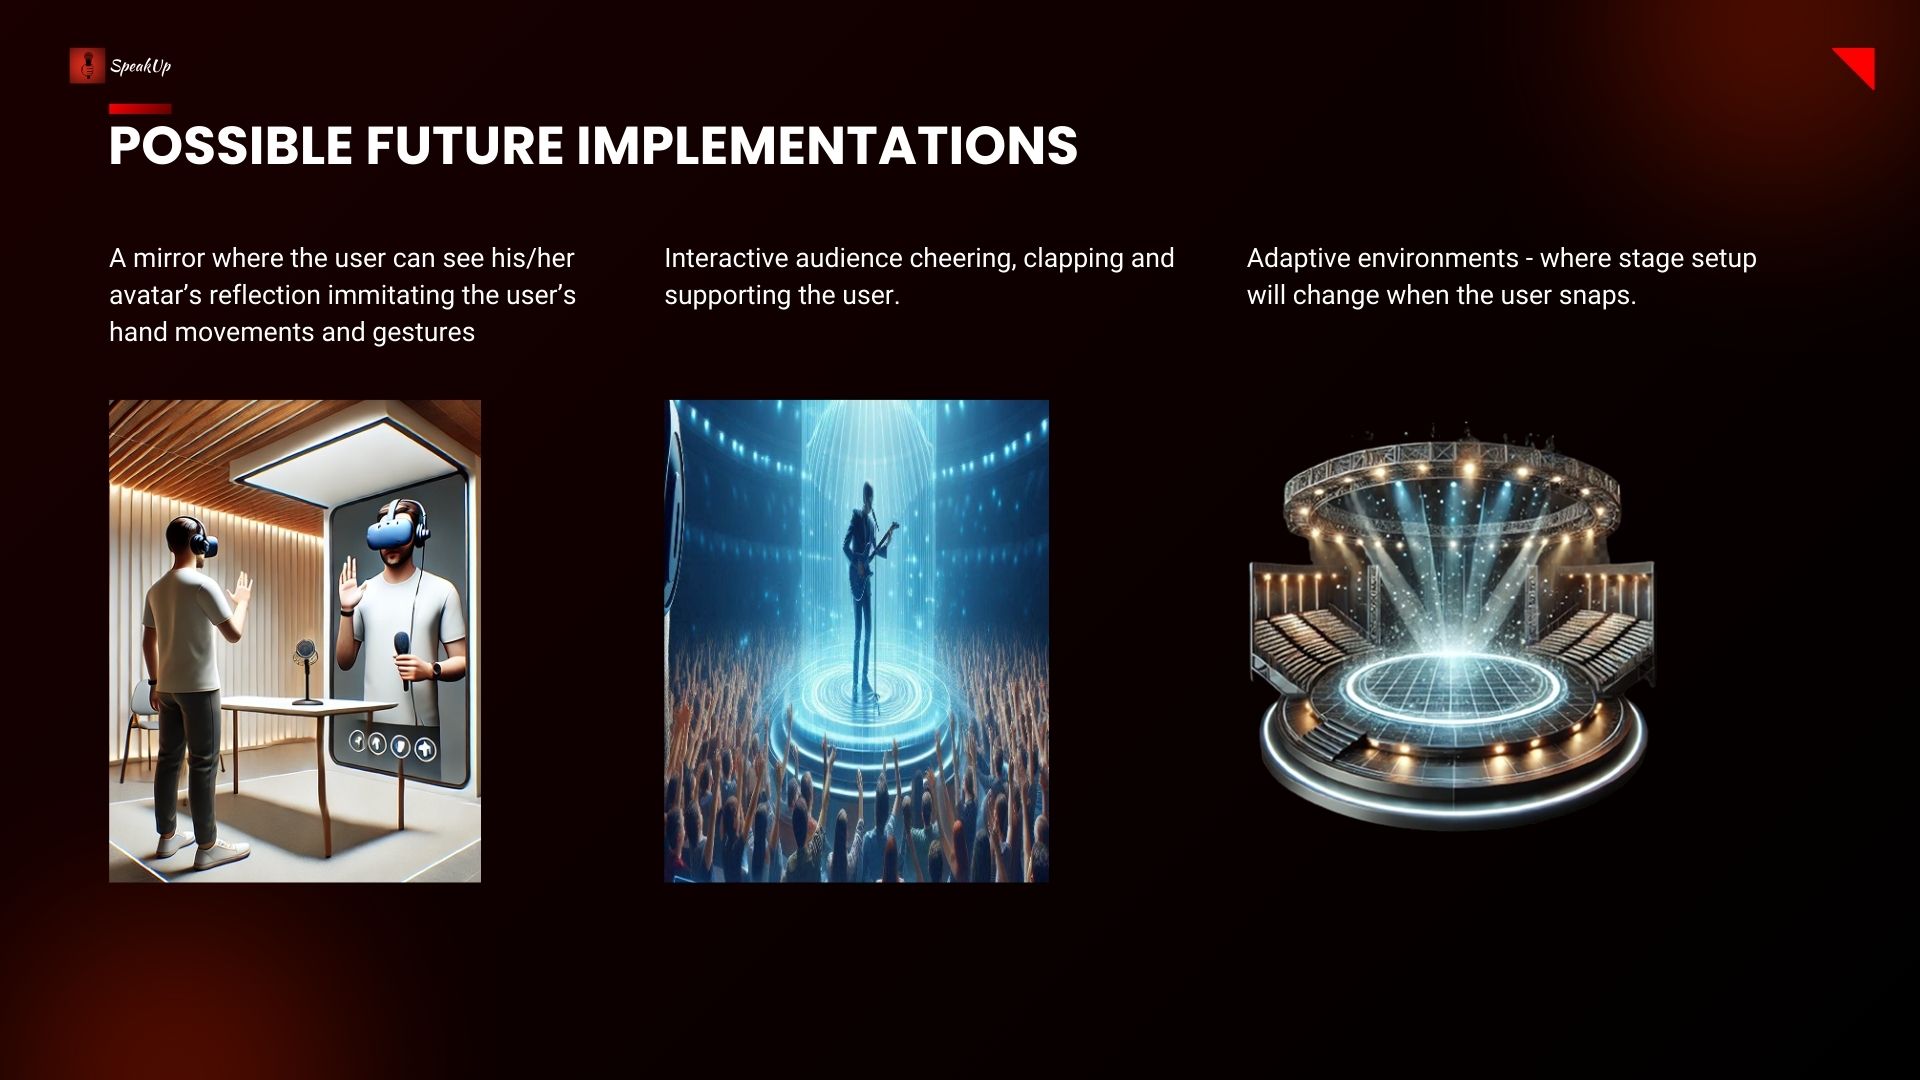 SpeakUp
POSSIBLE FUTURE IMPLEMENTATIONS
A mirror where the user can see his/her
avatar’s reflection immitating the user’s
hand movements and gestures
Interactive audience cheering, clapping and
supporting the user.
Adaptive environments - where stage setup
will change when the user snaps.